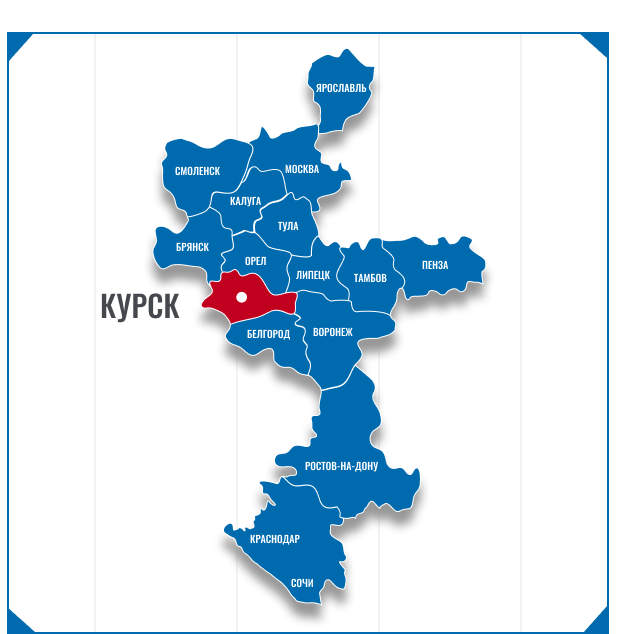 ЯРОСЛАВЛЬ
СМОЛЕНСК
МОСКВА
КАЛУГА
ТУЛА
БРЯНСК
ОРЕЛ
ЛИПЕЦК
ТАМБОВ
ПЕНЗА
КУРСК
БЕЛГОРОД
ВОРОНЕЖ
РОСТОВ-НА-ДОНУ
КРАСНОДАР
СОЧИ